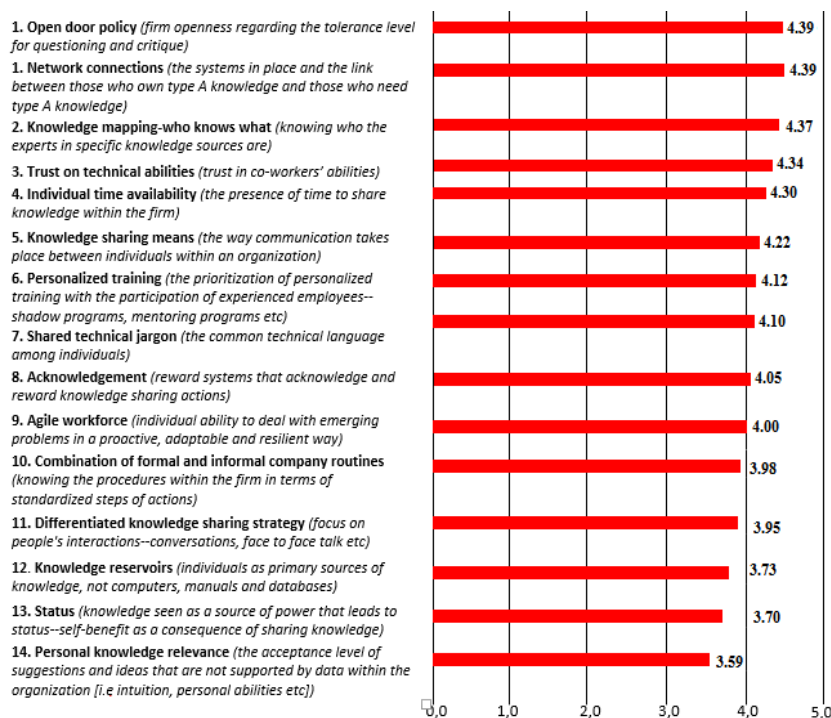 1. Open door policy (firm openness regarding the tolerance level
for questioning and critique)
4.39
1. Network connections (the systems in place and the link
between those who own type A knowledge and those who need
type A knowledge)
4.39
2. Knowledge mapping-who knows what (knowing who the
experts in specific knowledge sources are)
4.37
3. Trust on technical abilities (trust in co-workers' abilities)
4.34
4. Individual time availability (the presence of time to share
knowledge within the firm)
4.30
5. Knowledge sharing means (the way communication takes
place between individuals within an organization)
4.22
6. Personalized training (the prioritization of personalized
training with the participation of experienced employees--
shadow programs, mentoring programs etc)
4.12
7. Shared technical jargon (the common technical language
among individuals)
4.10
8. Acknowledgement (reward systems that acknowledge and
reward knowledge sharing actions)
4.05
9. Agile workforce (individual ability to deal with emerging
problems in a proactive, adaptable and resilient way)
4.00
10. Combination of formal and informal company routines
(knowing the procedures within the firm in terms of
standardized steps of actions)
3.98
11. Differentiated knowledge sharing strategy (focus on
people's interactions--conversations, face to face talk etc)
3.95
12. Knowledge reservoirs (individuals as primary sources of
knowledge, not computers, manuals and databases)
3.73
13. Status (knowledge seen as a source of power that leads to
status--self-benefit as a consequence of sharing knowledge)
3.70
14. Personal knowledge relevance (the acceptance level of
suggestions and ideas that are not supported by data within the
organization [i.e intuition, personal abilities etc])
3.59
0,0 1,0 2,0 3,0 4,0 5,0